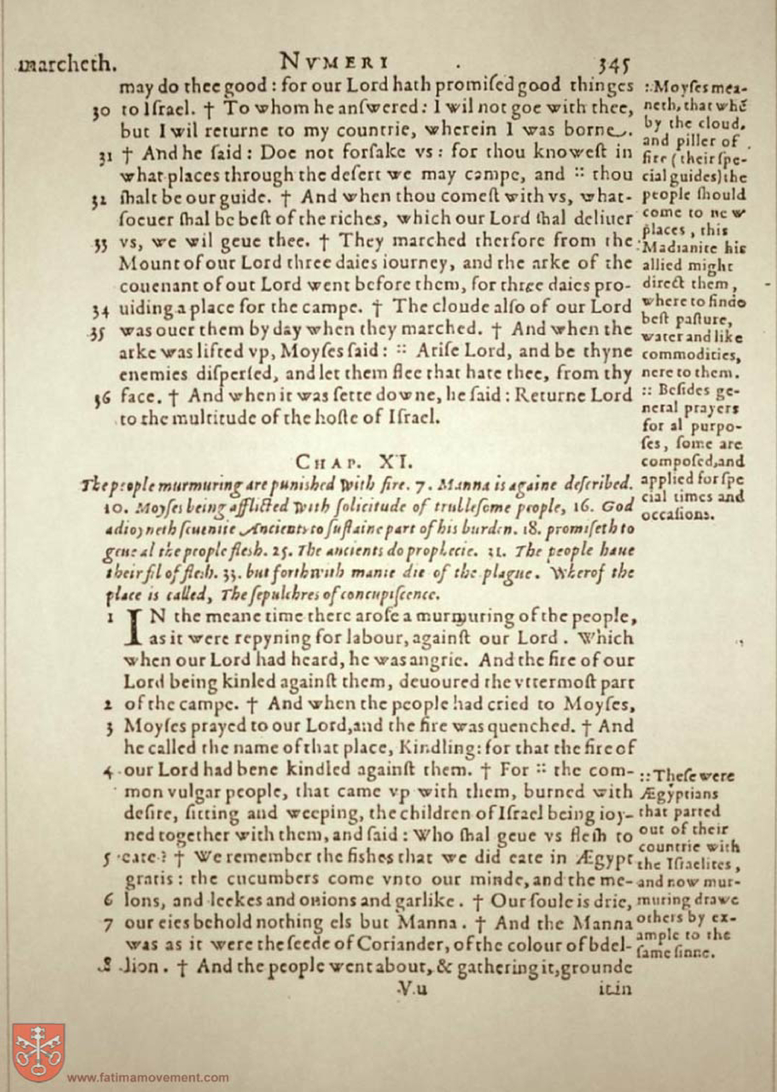 marcheth. NVMERI 345
may do thee good : for our Lord hath promiſed good thinges
30 to Iſrael. † To whom he anſwered : I wil not goe with thee,
but I wil returne to my countrie, wherein I was borne.
31 † And he ſaid : Doe not forſake vs : for thou knoweſt in
what places through the deſert we may campe, and :: thou
32 ſhalt be our guide. † And when thou comeſt with vs, what-
ſoeuer ſhal be beſt of the riches, which our Lord ſhal deliuer
33 vs, we wil geue thee. † They marched therfore from the
Mount of our Lord three daies iourney, and the arke of the
couenant of out Lord went before them, for three daies pro-
34 uiding a place for the campe. † The cloude alſo of our Lord
35 was ouer them by day when they marched. † And when the
arke was lifted vp, Moyſes ſaid : :: Ariſe Lord, and be thyne
enemies diſperſed, and let them flee that hate thee, from thy
36 face. † And when it was ſette downe, he ſaid : Returne Lord
to the multitude of the hoſte of Iſrael.
:: Moyſes mea-
neth, that whē
by the cloud,
and piller of
fire (their ſpe-
cial guides) the
people ſhould
come to new
places, this
Madianite his
allied might
direct them,
where to finde
beſt paſture,
water and like
commodities,
nere to them.
:: Beſides ge-
neral prayers
for al purpo-
ſes, ſome are
compoſed, and
applied for ſpe
cial times and
occaſions.
CHAP. XI.
The people murmuring are punished with fire. 7. Manna is againe deſcribed.
10. Moyſes being afflicted with ſolicitude of trulleſome people, 16. God
adioyneth ſeuentie Ancients to ſuſtaine part of his burden. 18. promiſeth to
geue al the people flesh. 25. The ancients do prophecie. 31. The people haue
their fil of flesh. 33. but forthwith manie die of the plague. Wherof the
place is called, The ſepulchres of concupiſcence.
1 IN the meane time there aroſe a murmuring of the people,
as it were repyning for labour, againſt our Lord. Which
when our Lord had heard, he was angrie. And the fire of our
Lord being kinled againſt them, deuoured the vttermoſt part
2 of the campe. † And when the people had cried to Moyſes,
3 Moyſes prayed to our Lord, and the fire was quenched. † And
he called the name of that place, Kindling: for that the fire of
4 our Lord had bene kindled againſt them. † For :: the com-
mon vulgar people, that came vp with them, burned with
deſire, ſitting and weeping, the children of Iſrael being ioy-
ned together with them, and ſaid : Who ſhal geue vs fleſh to
5 eate? † We remember the fishes that we did eate in Ægypt
gratis : the cucumbers come vnto our minde, and the me-
6 lons, and leekes and onions and garlike. † Our ſoule is drie,
7 our eies behold nothing els but Manna. † And the Manna
was as it were the ſeede of Coriander, of the colour of bdel-
8 lion. † And the people went about, & gathering it, grounde
:: Theſe were
Ægyptians
that parted
out of their
countrie with
the Iſraelites,
and now mur-
muring drawe
others by ex-
ample to the
ſame ſinne.
V u it in
www.fatimamovement.com